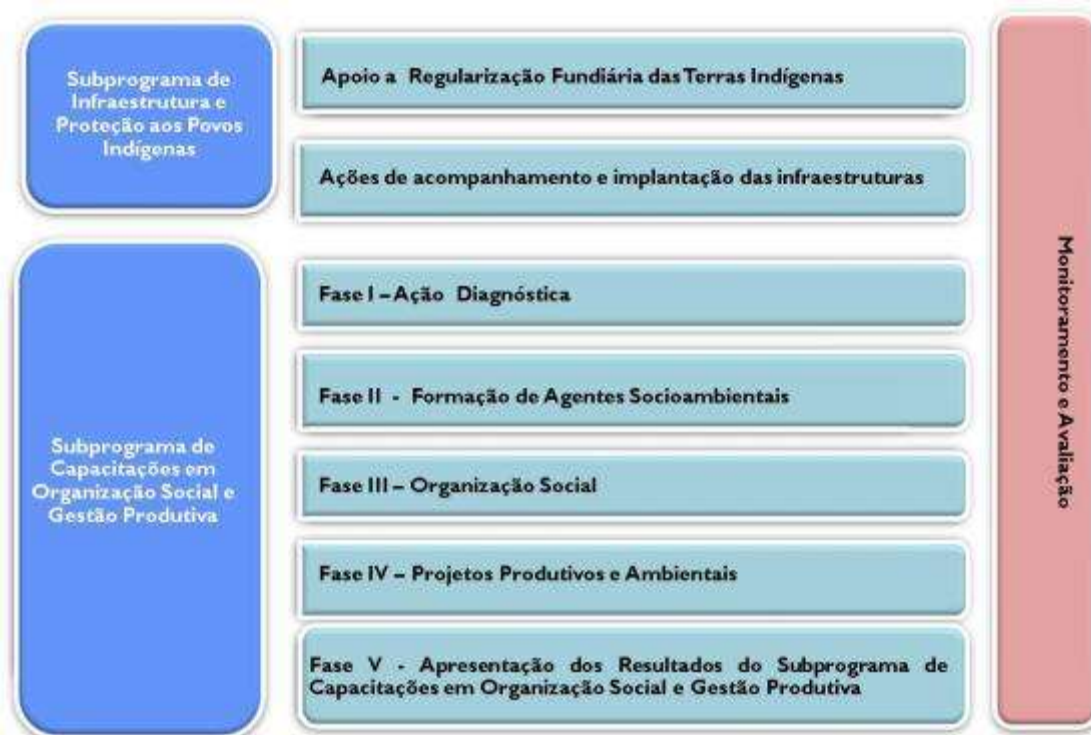 Subprograma de
Infraestrutura e
Proteção aos Povos
Indígenas
Apoio a Regularização Fundiária das Terras Indígenas
Ações de acompanhamento e implantação das infraestruturas
Subprograma de
Capacitações em
Organização Social e
Gestão Produtiva
Fase I – Ação Diagnóstica
Fase II - Formação de Agentes Socioambientais
Fase III – Organização Social
Fase IV – Projetos Produtivos e Ambientais
Fase V - Apresentação dos Resultados do Subprograma de
Capacitações em Organização Social e Gestão Produtiva
Monitoramento e Avaliação